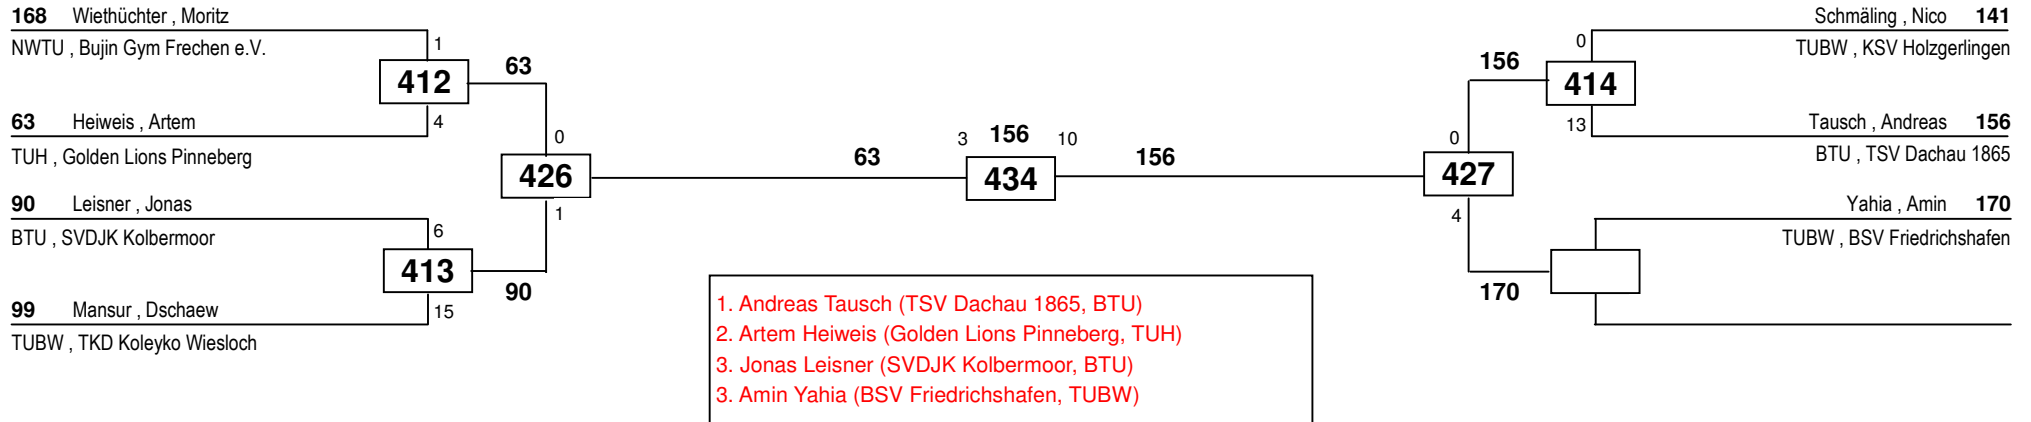 168 Wiethüchter , Moritz
NWTU , Bujin Gym Frechen e.V.
1
412
63
4
63 Heiweis , Artem
TUH , Golden Lions Pinneberg
0
426
1
90 Leisner , Jonas
BTU , SVDJK Kolbermoor
6
413
90
15
99 Mansur , Dschaew
TUBW , TKD Koleyko Wiesloch
63
3 156 10
434
156
Schmäling , Nico 141
TUBW , KSV Holzgerlingen
0
156
414
13
Tausch , Andreas 156
BTU , TSV Dachau 1865
0
427
4
Yahia , Amin 170
TUBW , BSV Friedrichshafen
170
1. Andreas Tausch (TSV Dachau 1865, BTU)
2. Artem Heiweis (Golden Lions Pinneberg, TUH)
3. Jonas Leisner (SVDJK Kolbermoor, BTU)
3. Amin Yahia (BSV Friedrichshafen, TUBW)